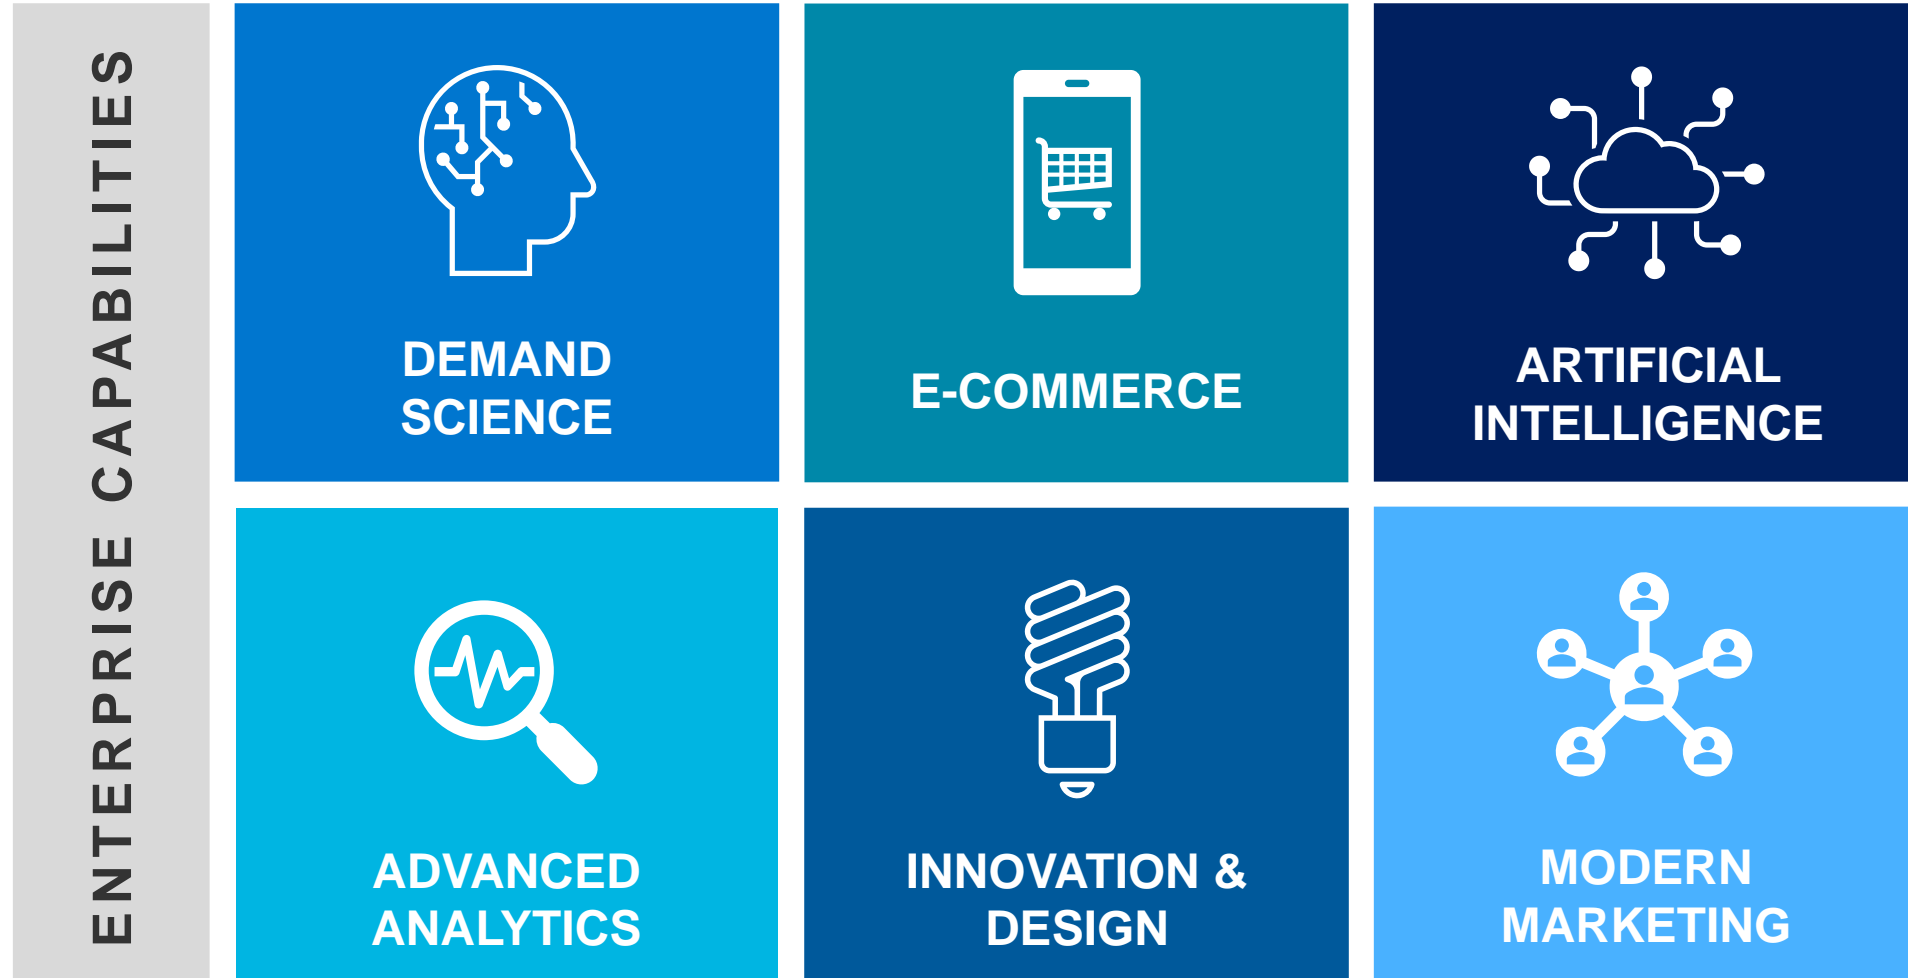 ENTERPRISE CAPABILITIES
DEMAND
SCIENCE
E-COMMERCE
ARTIFICIAL
INTELLIGENCE
ADVANCED
ANALYTICS
INNOVATION &
DESIGN
MODERN
MARKETING